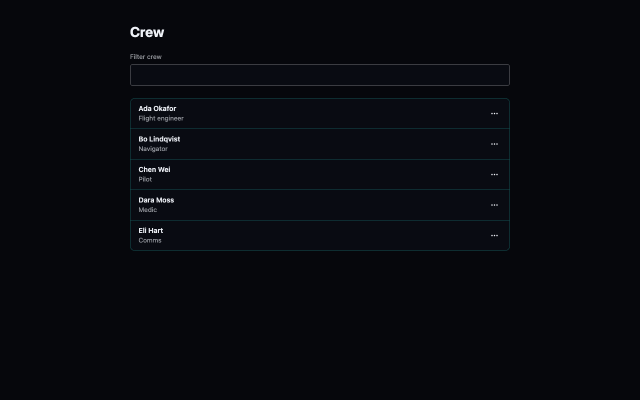 Crew
Filter crew
Ada Okafor
Flight engineer
Bo Lindqvist
Navigator
Chen Wei
Pilot
Dara Moss
Medic
Eli Hart
Comms